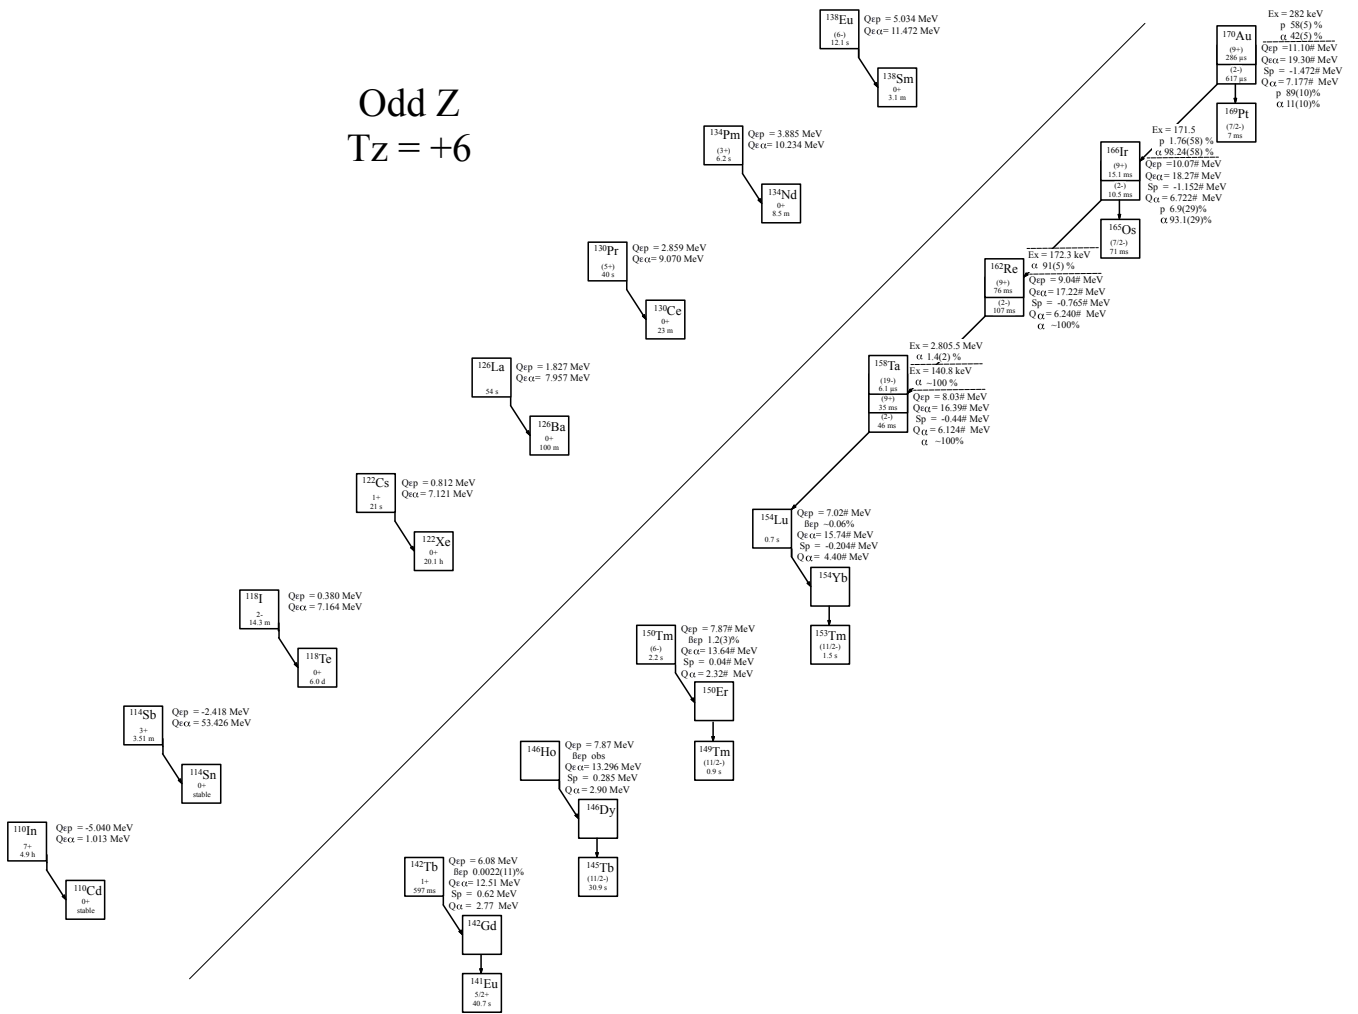 Odd Z
Tz = +6
138Eu
(6-)
12.1 s
Qεp = 5.034 MeV
Qεα= 11.472 MeV
138Sm
0+
3.1 m
134Pm
(3+)
6.2 s
Qεp = 3.885 MeV
Qεα= 10.234 MeV
134Nd
0+
8.5 m
130Pr
(5+)
40 s
Qεp = 2.859 MeV
Qεα= 9.070 MeV
130Ce
0+
23 m
126La
54 s
Qεp = 1.827 MeV
Qεα= 7.957 MeV
126Ba
0+
100 m
122Cs
1+
21 s
Qεp = 0.812 MeV
Qεα= 7.121 MeV
122Xe
0+
20.1 h
118I
2-
14.3 m
Qεp = 0.380 MeV
Qεα = 7.164 MeV
118Te
0+
6.0 d
114Sb
3+
3.51 m
Qεp = -2.418 MeV
Qεα = 53.426 MeV
114Sn
0+
stable
110In
7+
4.9 h
Qεp = -5.040 MeV
Qεα = 1.013 MeV
110Cd
0+
stable
170Au
(9+)
286 μs
(2-)
617 μs
Ex = 282 keV
p 58(5) %
α 42(5) %
Qεp =11.10# MeV
Qεα = 19.30# MeV
Sp = -1.472# MeV
Qα = 7.177# MeV
p 89(10)%
α 11(10)%
169Pt
(7/2-)
7 ms
166Ir
(9+)
15.1 ms
(2-)
10.5 ms
Ex = 171.5
p 1.76(58) %
α 98.24(58) %
Qεp =10.07# MeV
Qεα = 18.27# MeV
Sp = -1.152# MeV
Qα = 6.722# MeV
p 6.9(29)%
α 93.1(29)%
165Os
(7/2-)
71 ms
162Re
(9+)
76 ms
(2-)
107 ms
Ex = 172.3 keV
α 91(5) %
Qεp = 9.04# MeV
Qεα = 17.22# MeV
Sp = -0.765# MeV
Qα = 6.240# MeV
α ~100%
158Ta
(19-)
6.1 μs
(9+)
35 ms
(2-)
46 ms
Ex = 2.805.5 MeV
α 1.4(2) %
Ex = 140.8 keV
α ~100 %
Qεp = 8.03# MeV
Qεα = 16.39# MeV
Sp = -0.44# MeV
Qα = 6.124# MeV
α ~100%
154Lu
0.7 s
Qεp = 7.02# MeV
βεp ~0.06%
Qεα = 15.74# MeV
Sp = -0.204# MeV
Qα = 4.40# MeV
154Yb
153Tm
(11/2-)
1.5 s
150Tm
(6-)
2.2 s
Qεp = 7.87# MeV
βεp 1.2(3)%
Qεα = 13.64# MeV
Sp = 0.04# MeV
Qα = 2.32# MeV
150Er
149Tm
(11/2-)
0.9 s
146Ho
Qεp = 7.87 MeV
βεp obs
Qεα= 13.296 MeV
Sp = 0.285 MeV
Qα = 2.90 MeV
146Dy
145Tb
(11/2-)
30.9 s
142Tb
1+
597 ms
Qεp = 6.08 MeV
βεp 0.0022(11)%
Qεα= 12.51 MeV
Sp = 0.62 MeV
Qα = 2.77 MeV
142Gd
141Eu
5/2+
40.7 s